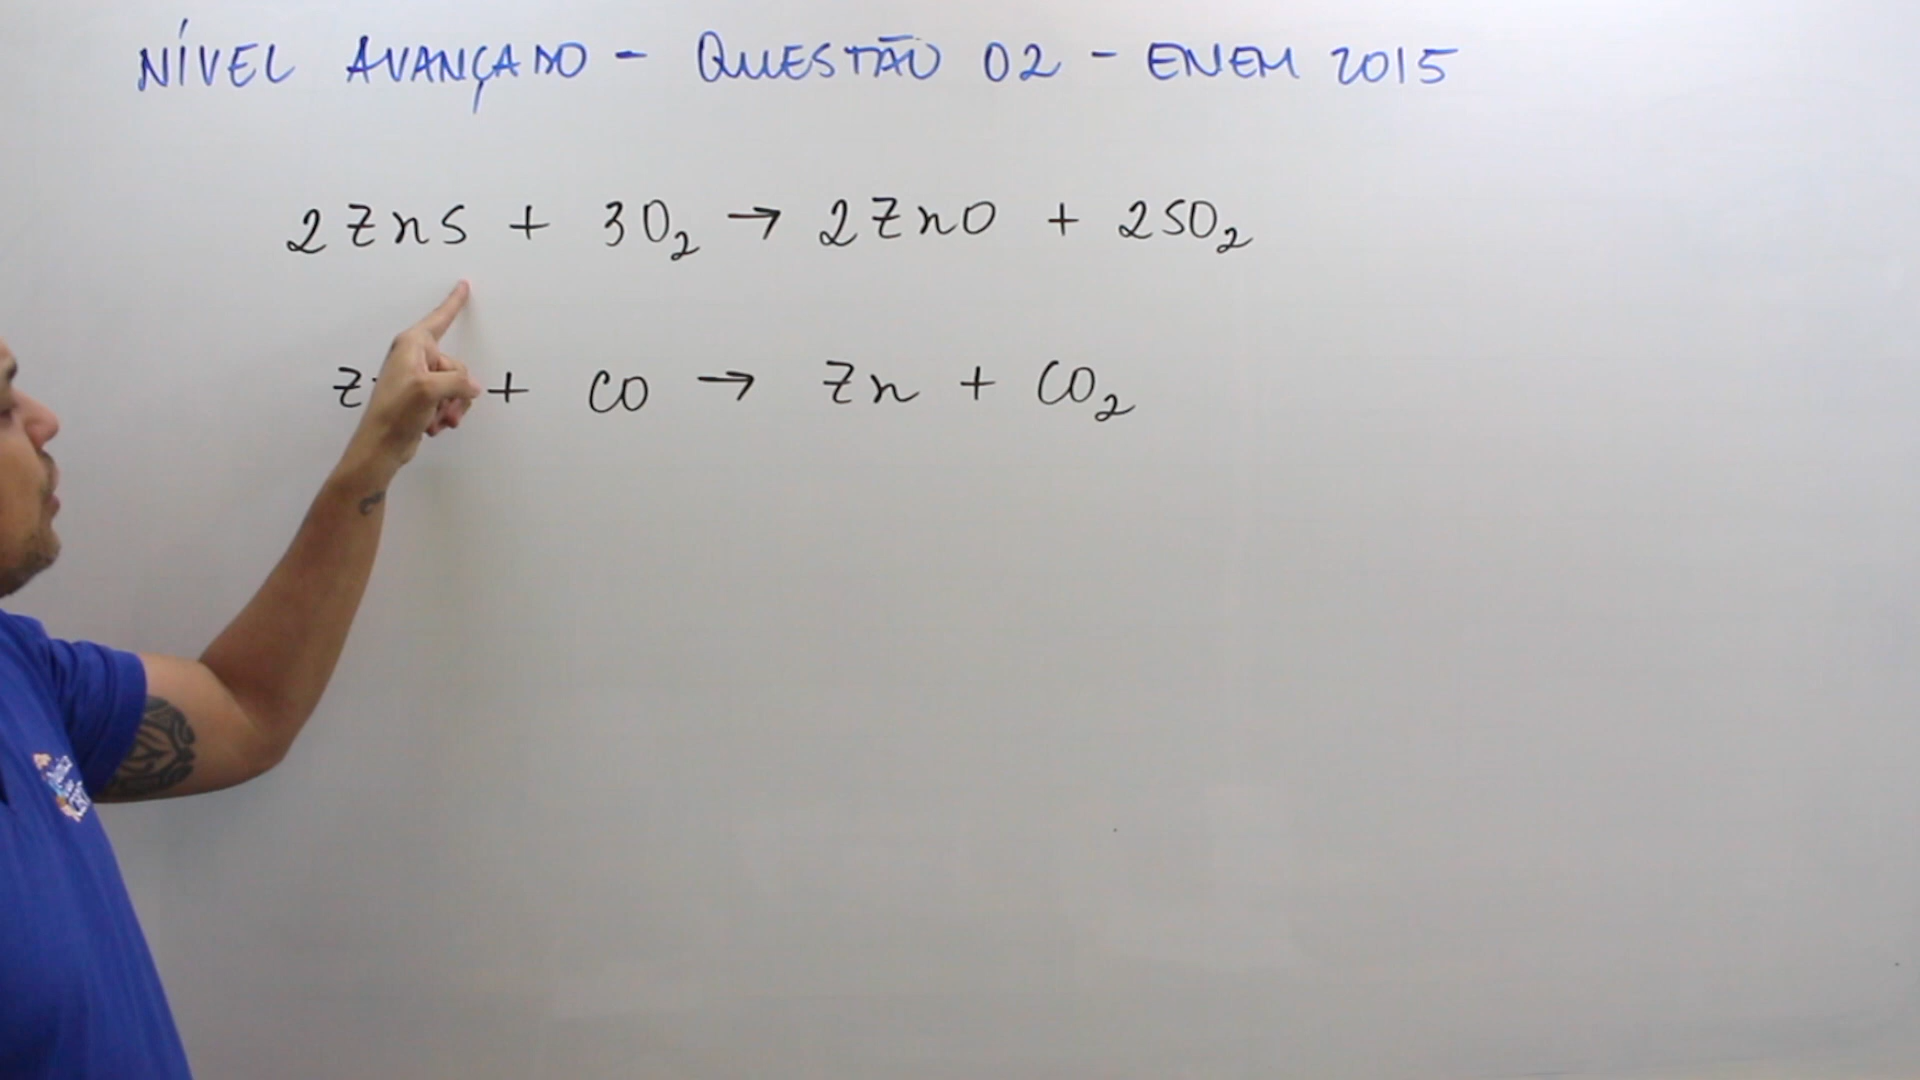 NÍVEL AVANÇADO - QUESTÃO 02 - ENEM 2015
2ZnS + 3O₂ → 2ZnO + 2SO₂
Z + CO → Zn + CO₂